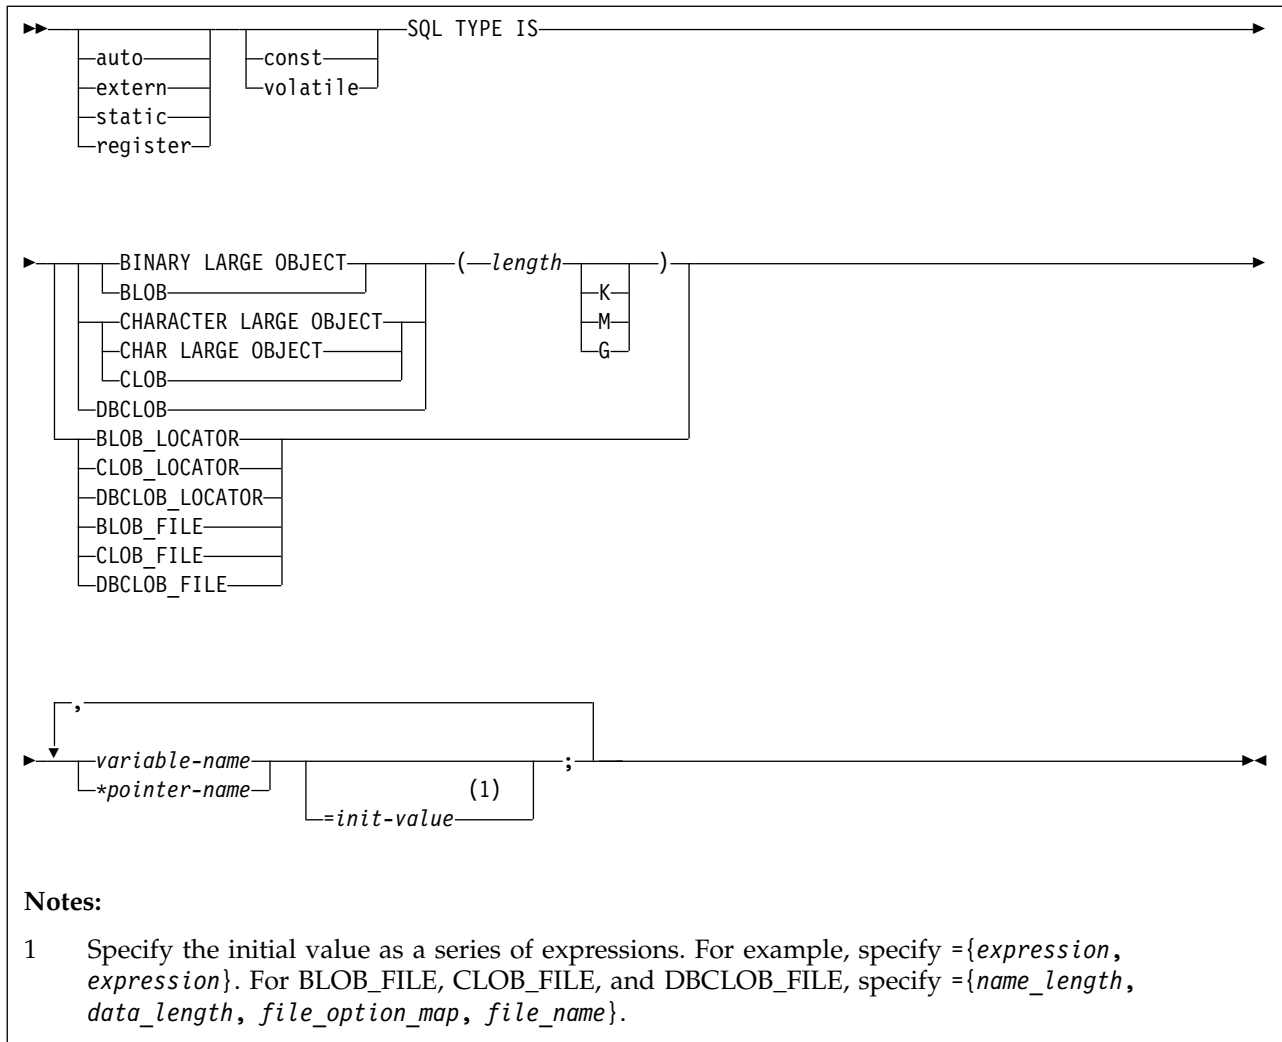 SQL TYPE IS
auto const
extern volatile
static
register
BINARY LARGE OBJECT ( length )
BLOB K
CHARACTER LARGE OBJECT M
CHAR LARGE OBJECT G
CLOB
DBCLOB
BLOB_LOCATOR
CLOB_LOCATOR
DBCLOB_LOCATOR
BLOB_FILE
CLOB_FILE
DBCLOB_FILE
,
variable-name ;
*pointer-name (1)
=init-value
Notes:
1 Specify the initial value as a series of expressions. For example, specify ={expression,
expression}. For BLOB_FILE, CLOB_FILE, and DBCLOB_FILE, specify ={name_length,
data_length, file_option_map, file_name}.